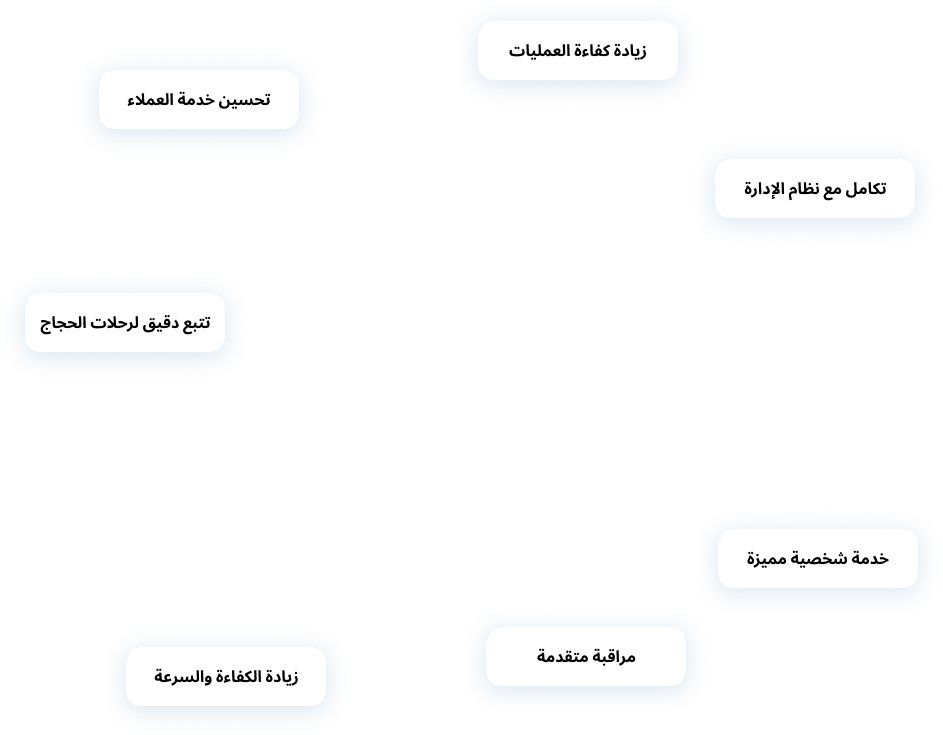 زيادة كفاءة العمليات
تحسين خدمة العملاء
تكامل مع نظام الإدارة
تتبع دقيق لرحلات الحجاج
خدمة شخصية مميزة
مراقبة متقدمة
زيادة الكفاءة والسرعة